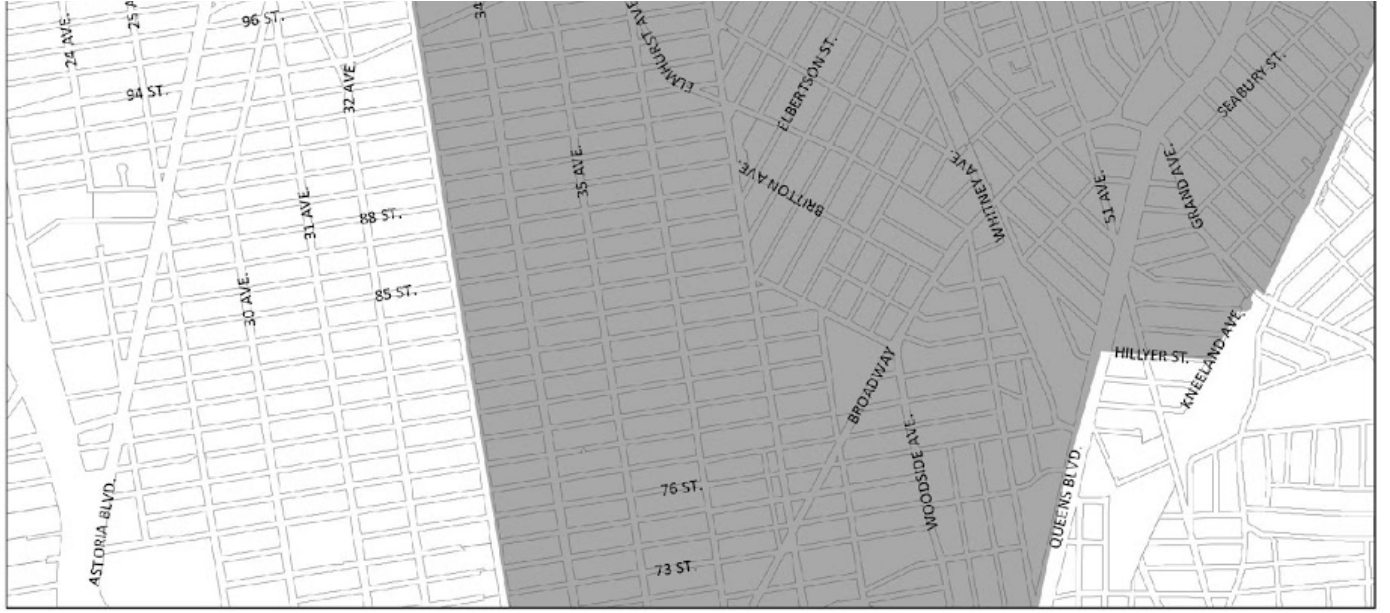 24 AVE.
96 ST.
ELMHURST AVE
94 ST.
32 AVE.
ELBERTSON ST.
SEABURY ST.
35 AVE.
BRITTON AVE.
WHITNEY AVE.
51 AVE.
GRAND AVE.
31 AVE.
88 ST.
30 AVE.
85 ST.
HILLYER ST.
KNEELAND AVE.
BROADWAY
WOODSIDE AVE.
76 ST.
QUEENS BLVD.
ASTORIA BLVD.
73 ST.